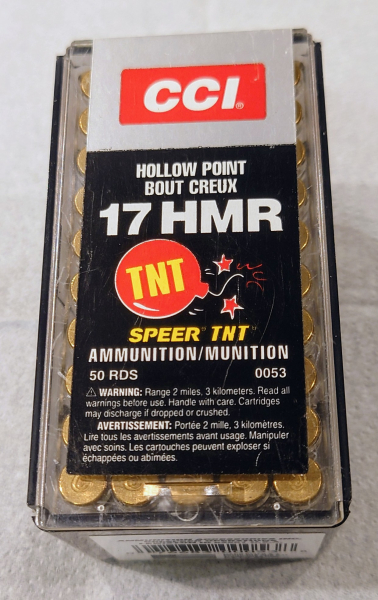 CCI®
HOLLOW POINT
BOUT CREUX
17 HMR
TNT
SPEER® TNT®
AMMUNITION/MUNITION
50 RDS 0053
⚠ WARNING: Range 2 miles, 3 kilometers. Read all
warnings before use. Handle with care. Cartridges
may discharge if dropped or crushed.
AVERTISSEMENT: Portée 2 mille, 3 kilomètres.
Lire tous les avertissements avant usage. Manipuler
avec soins. Les cartouches peuvent exploser si
échappées ou abîmées.